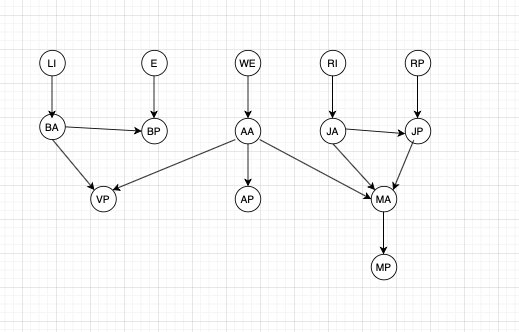 LI E WE RI RP
BA BP AA JA JP
VP AP MA
MP